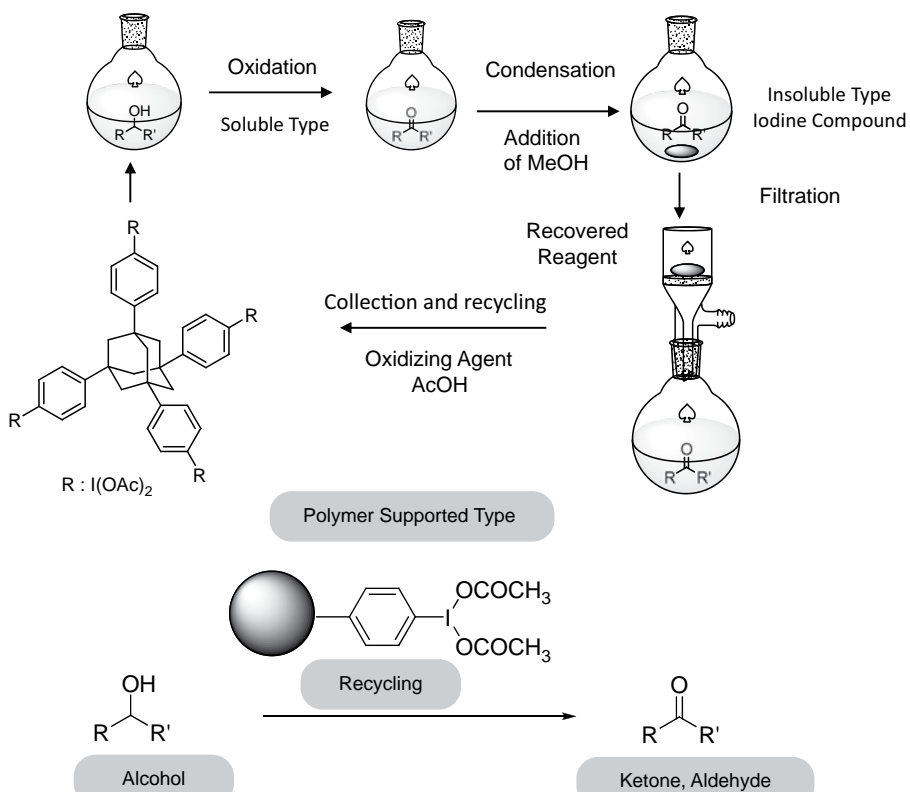 Oxidation
Soluble Type
Condensation
Addition
of MeOH
Insoluble Type
Iodine Compound
OH
R R'
O
R R'
O
R R'
Filtration
Recovered
Reagent
Collection and recycling
Oxidizing Agent
AcOH
R
R
R
R
R : I(OAc)₂
O
R R'
Polymer Supported Type
OCOCH₃
I
OCOCH₃
Recycling
OH
R R'
O
R R'
Alcohol
Ketone, Aldehyde